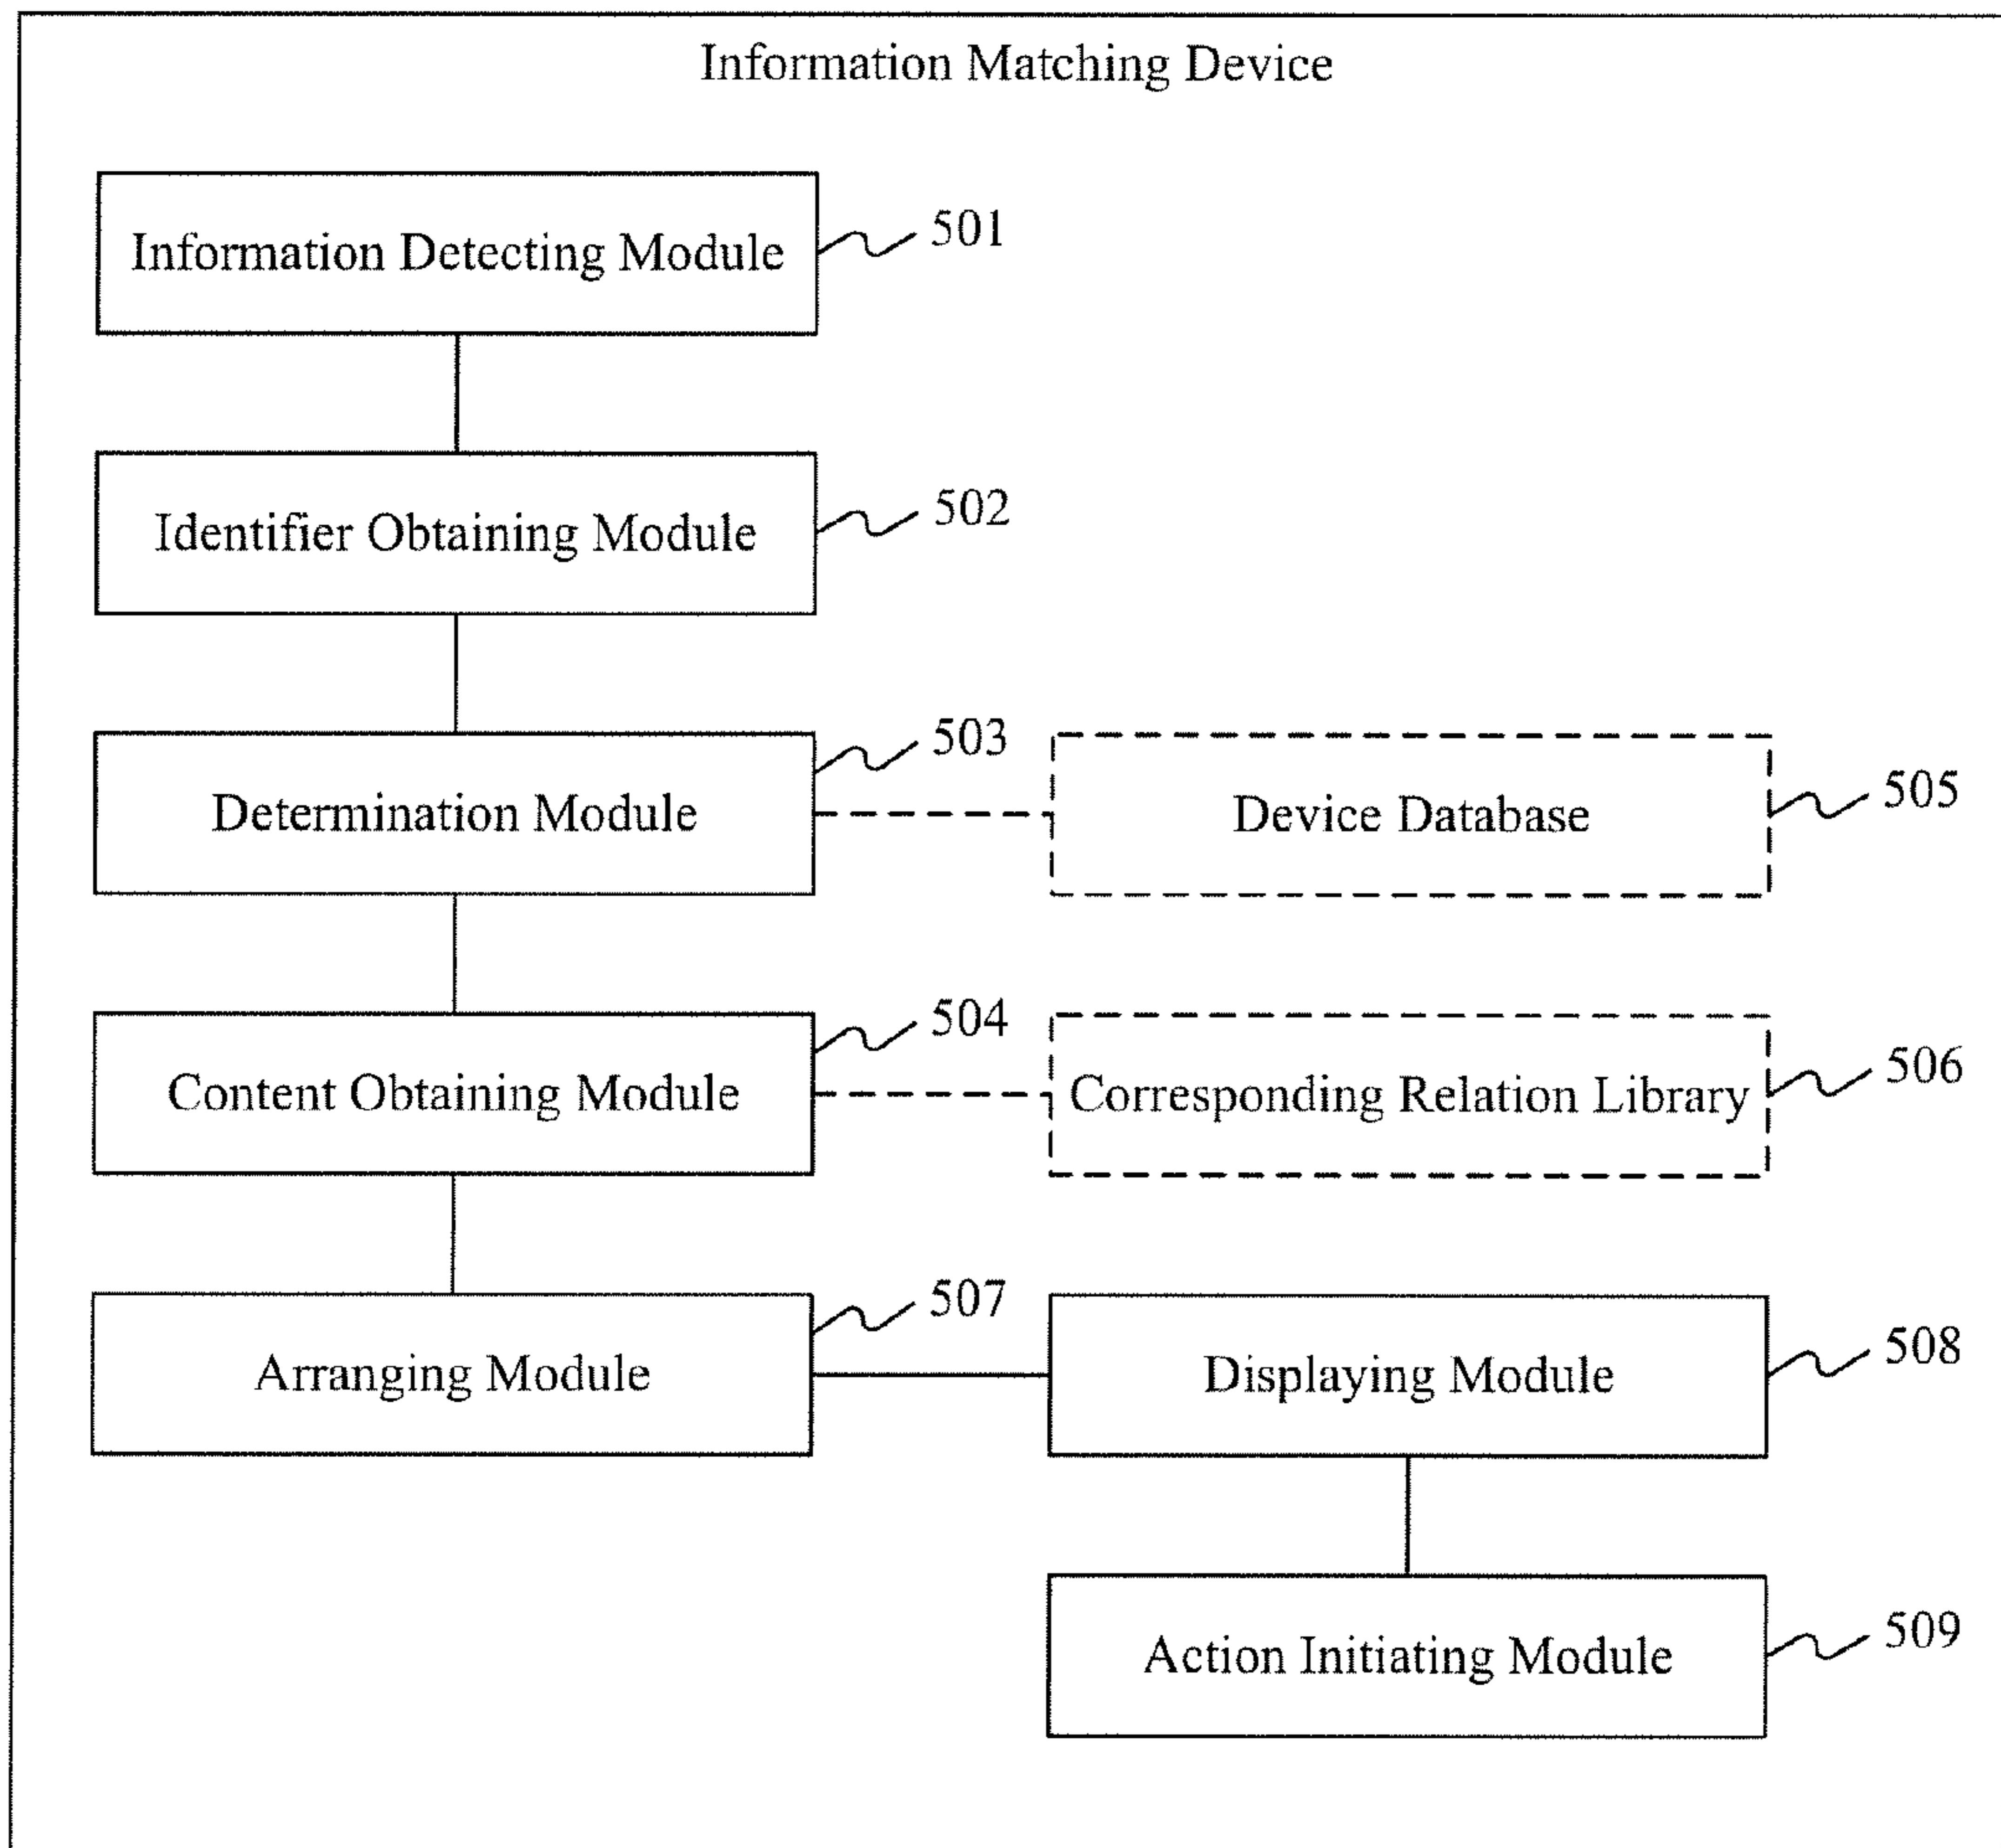 Information Matching Device
Information Detecting Module
501
Identifier Obtaining Module
502
Determination Module
503
Device Database
505
Content Obtaining Module
504
Corresponding Relation Library
506
Arranging Module
507
Displaying Module
508
Action Initiating Module
509